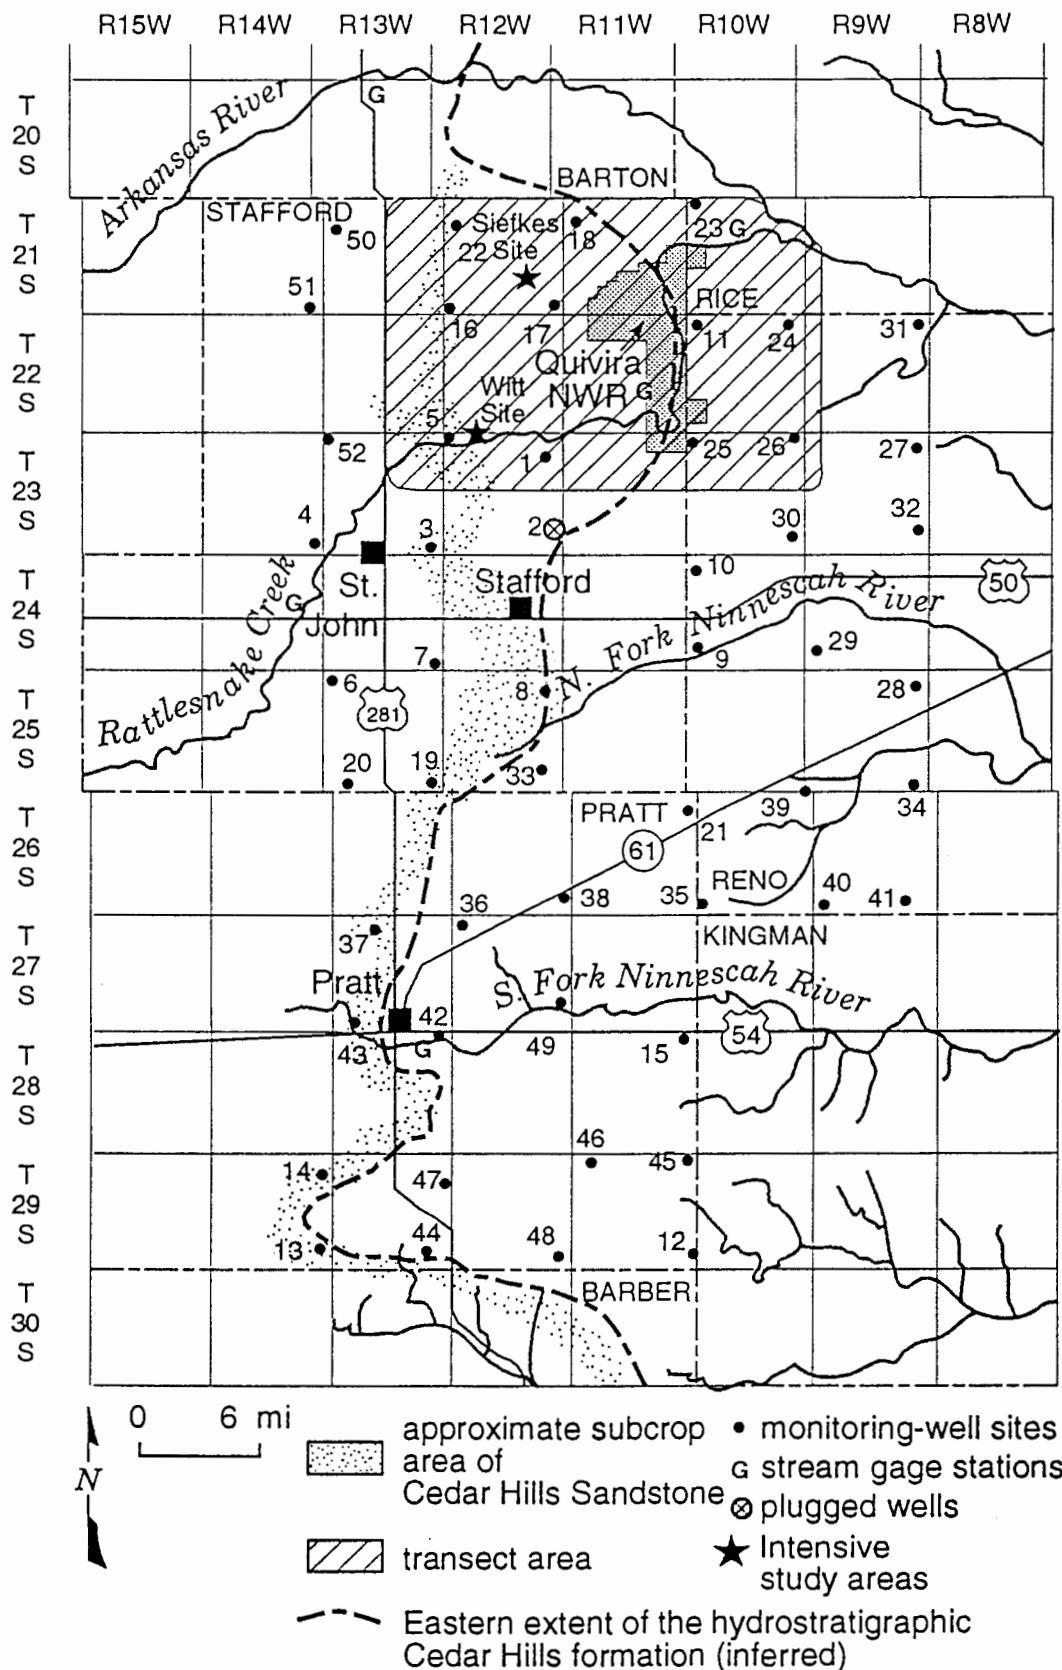 R15W R14W R13W R12W R11W R10W R9W R8W
T
20
S
T
21
S
T
22
S
T
23
S
T
24
S
T
25
S
T
26
S
T
27
S
T
28
S
T
29
S
T
30
S
G
Arkansas River
BARTON
STAFFORD
50
Siefkes
22 Site
18
23 G
51
16
17
RICE
11
24
31
Quivira
NWR G
Witt
Site
5
52
1
25
26
27
4
3
2
30
32
10
St.
John
Stafford
50
G
Rattlesnake Creek
N. Fork Ninnescah River
7
9
29
6
281
8
28
20
19
33
39
34
PRATT
21
61
RENO
36
38
35
40
41
37
KINGMAN
Pratt
S. Fork Ninnescah River
42
43
G
49
15
54
46
45
14
47
13
44
48
12
BARBER
0 6 mi
N
approximate subcrop
area of
Cedar Hills Sandstone
transect area
Eastern extent of the hydrostratigraphic
Cedar Hills formation (inferred)
monitoring-well sites
G stream gage stations
plugged wells
Intensive
study areas